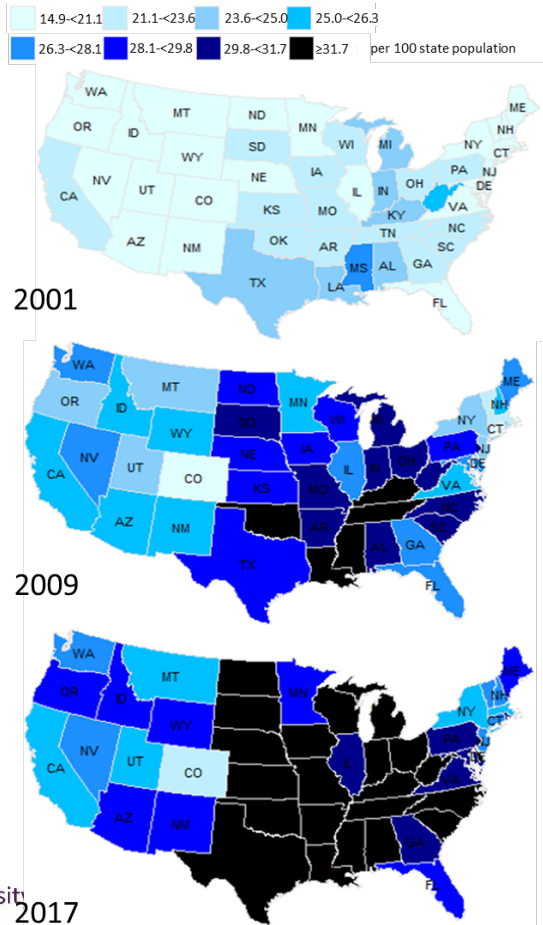 14.9-<21.1 21.1-<23.6 23.6-<25.0 25.0-<26.3
26.3-<28.1 28.1-<29.8 29.8-<31.7 ≥31.7 per 100 state population
WA MT ND MN ME
OR ID SD WI MI NY NH
WY CT
NV NE IA PA NJ
CA UT CO IL IN OH DE
KS MO KY VA
AZ NM OK AR TN NC
SC
MS AL GA
TX LA
FL
2001
WA MT ND MN ME
OR ID SD WI NY NH
WY CT
NV NE IA PA NJ
CA UT CO IL IN OH DE
KS MO VA
AZ NM AR NC
SC
AL GA
TX
FL
2009
WA MT MN ME
OR ID NY NH
WY CT
NV PA NJ
CA UT CO IL DE
VA
AZ NM
GA
FL
sity
2017